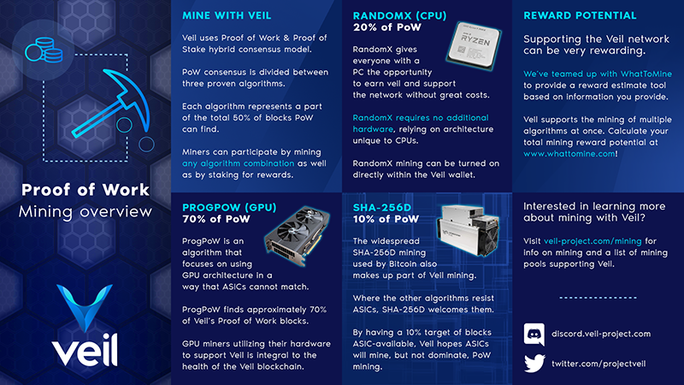 Proof of Work
Mining overview
veil
MINE WITH VEIL
Veil uses Proof of Work & Proof of
Stake hybrid consensus model.
PoW consensus is divided between
three proven algorithms.
Each algorithm represents a part
of the total 50% of blocks PoW
can find.
Miners can participate by mining
any algorithm combination as well
as by staking for rewards.
RANDOMX (CPU)
20% of PoW
RandomX gives
everyone with a
PC the opportunity
to earn veil and support
the network without great costs.
RandomX requires no additional
hardware, relying on architecture
unique to CPUs.
RandomX mining can be turned on
directly within the Veil wallet.
RYZEN
REWARD POTENTIAL
Supporting the Veil network
can be very rewarding.
We've teamed up with WhatToMine
to provide a reward estimate tool
based on information you provide.
Veil supports the mining of multiple
algorithms at once. Calculate your
total mining reward potential at
www.whattomine.com!
PROGPOW (GPU)
70% of PoW
ProgPoW is an
algorithm that
focuses on using
GPU architecture in a
way that ASICs cannot match.
ProgPoW finds approximately 70%
of Veil's Proof of Work blocks.
GPU miners utilizing their hardware
to support Veil is integral to the
health of the Veil blockchain.
SHA-256D
10% of PoW
The widespread
SHA-256D mining
used by Bitcoin also
makes up part of Veil mining.
Where the other algorithms resist
ASICs, SHA-256D welcomes them.
By having a 10% target of blocks
ASIC-available, Veil hopes ASICs
will mine, but not dominate, PoW
mining.
Interested in learning more
about mining with Veil?
Visit veil-project.com/mining for
info on mining and a list of mining
pools supporting Veil.
discord.veil-project.com
twitter.com/projectveil